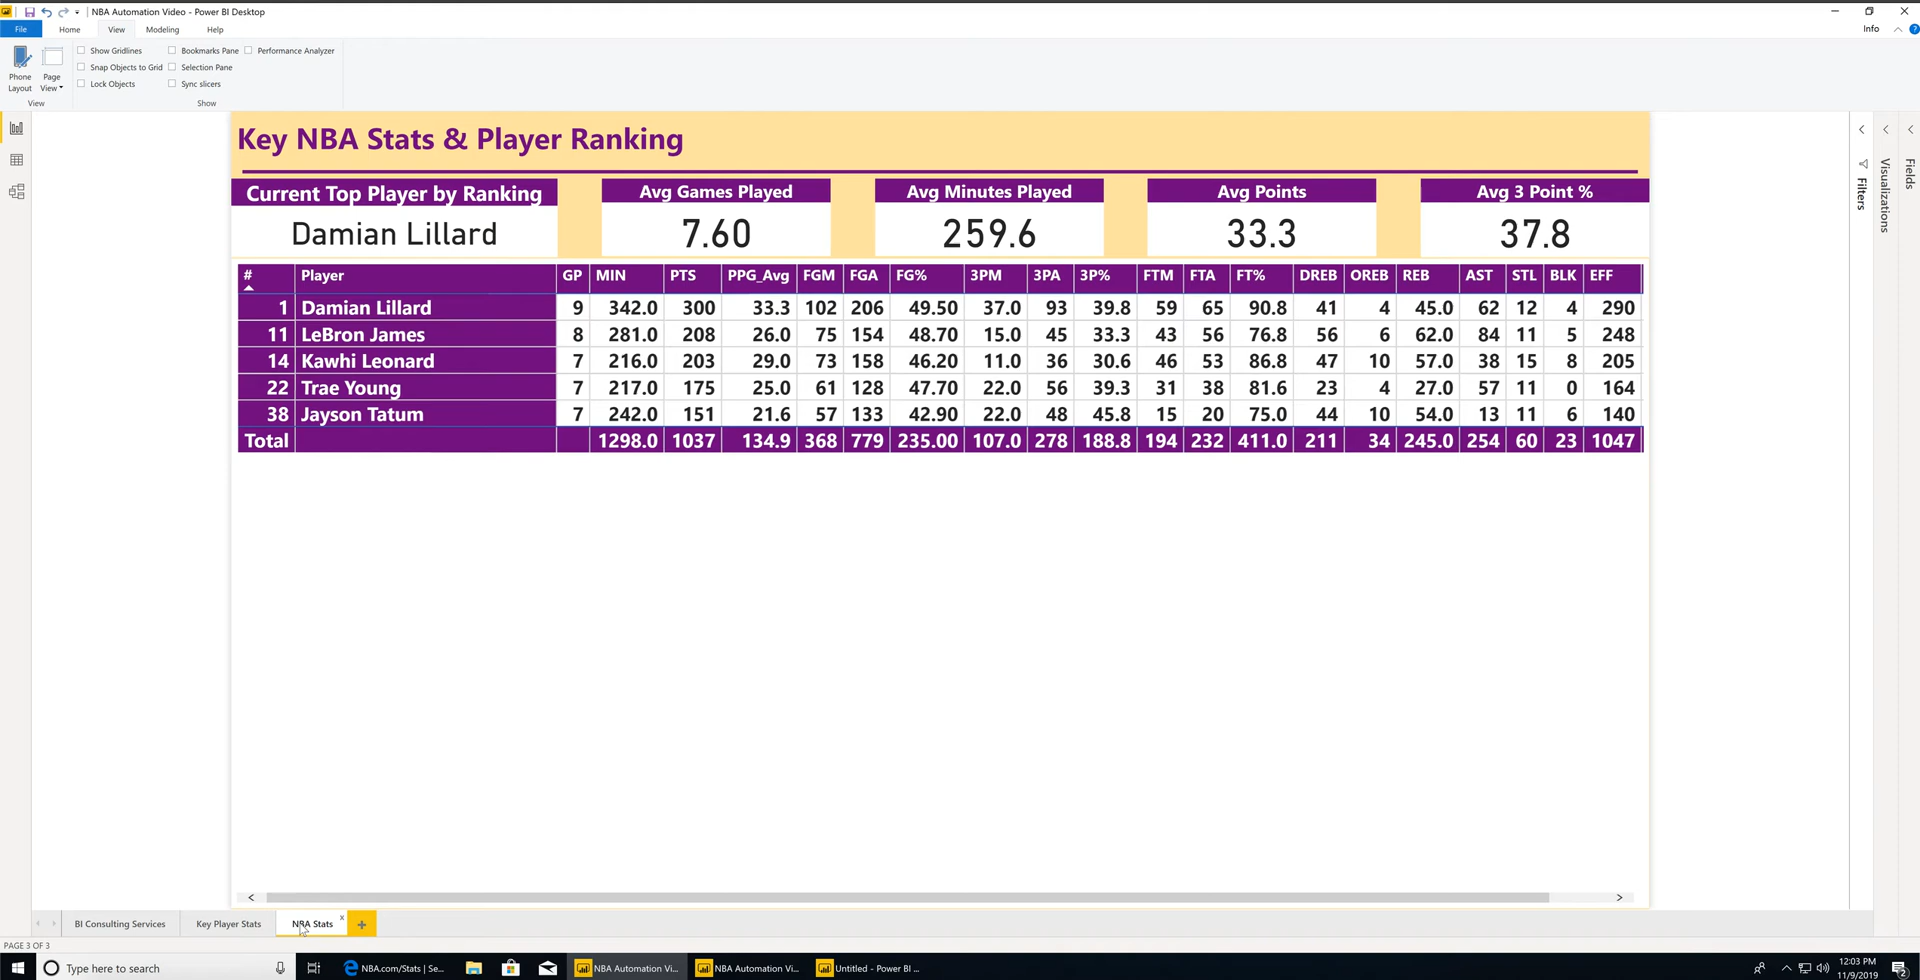 NBA Automation Video - Power BI Desktop
File Home View Modeling Help Info
Phone Layout
Page View
View
Show Gridlines
Snap Objects to Grid
Lock Objects
Bookmarks Pane
Selection Pane
Sync slicers
Performance Analyzer
Show
Key NBA Stats & Player Ranking
Current Top Player by Ranking
Damian Lillard
Avg Games Played
7.60
Avg Minutes Played
259.6
Avg Points
33.3
Avg 3 Point %
37.8
# Player GP MIN PTS PPG_Avg FGM FGA FG% 3PM 3PA 3P% FTM FTA FT% DREB OREB REB AST STL BLK EFF
1 Damian Lillard 9 342.0 300 33.3 102 206 49.50 37.0 93 39.8 59 65 90.8 41 4 45.0 62 12 4 290
11 LeBron James 8 281.0 208 26.0 75 154 48.70 15.0 45 33.3 43 56 76.8 56 6 62.0 84 11 5 248
14 Kawhi Leonard 7 216.0 203 29.0 73 158 46.20 11.0 36 30.6 46 53 86.8 47 10 57.0 38 15 8 205
22 Trae Young 7 217.0 175 25.0 61 128 47.70 22.0 56 39.3 31 38 81.6 23 4 27.0 57 11 0 164
38 Jayson Tatum 7 242.0 151 21.6 57 133 42.90 22.0 48 45.8 15 20 75.0 44 10 54.0 13 11 6 140
Total 1298.0 1037 134.9 368 779 235.00 107.0 278 188.8 194 232 411.0 211 34 245.0 254 60 23 1047
Filters
Visualizations
Fields
BI Consulting Services Key Player Stats NBA Stats
PAGE 3 OF 3
Type here to search
NBA.com/Stats | Se...
NBA Automation Vi...
NBA Automation Vi...
Untitled - Power BI ...
12:03 PM
11/9/2019
2